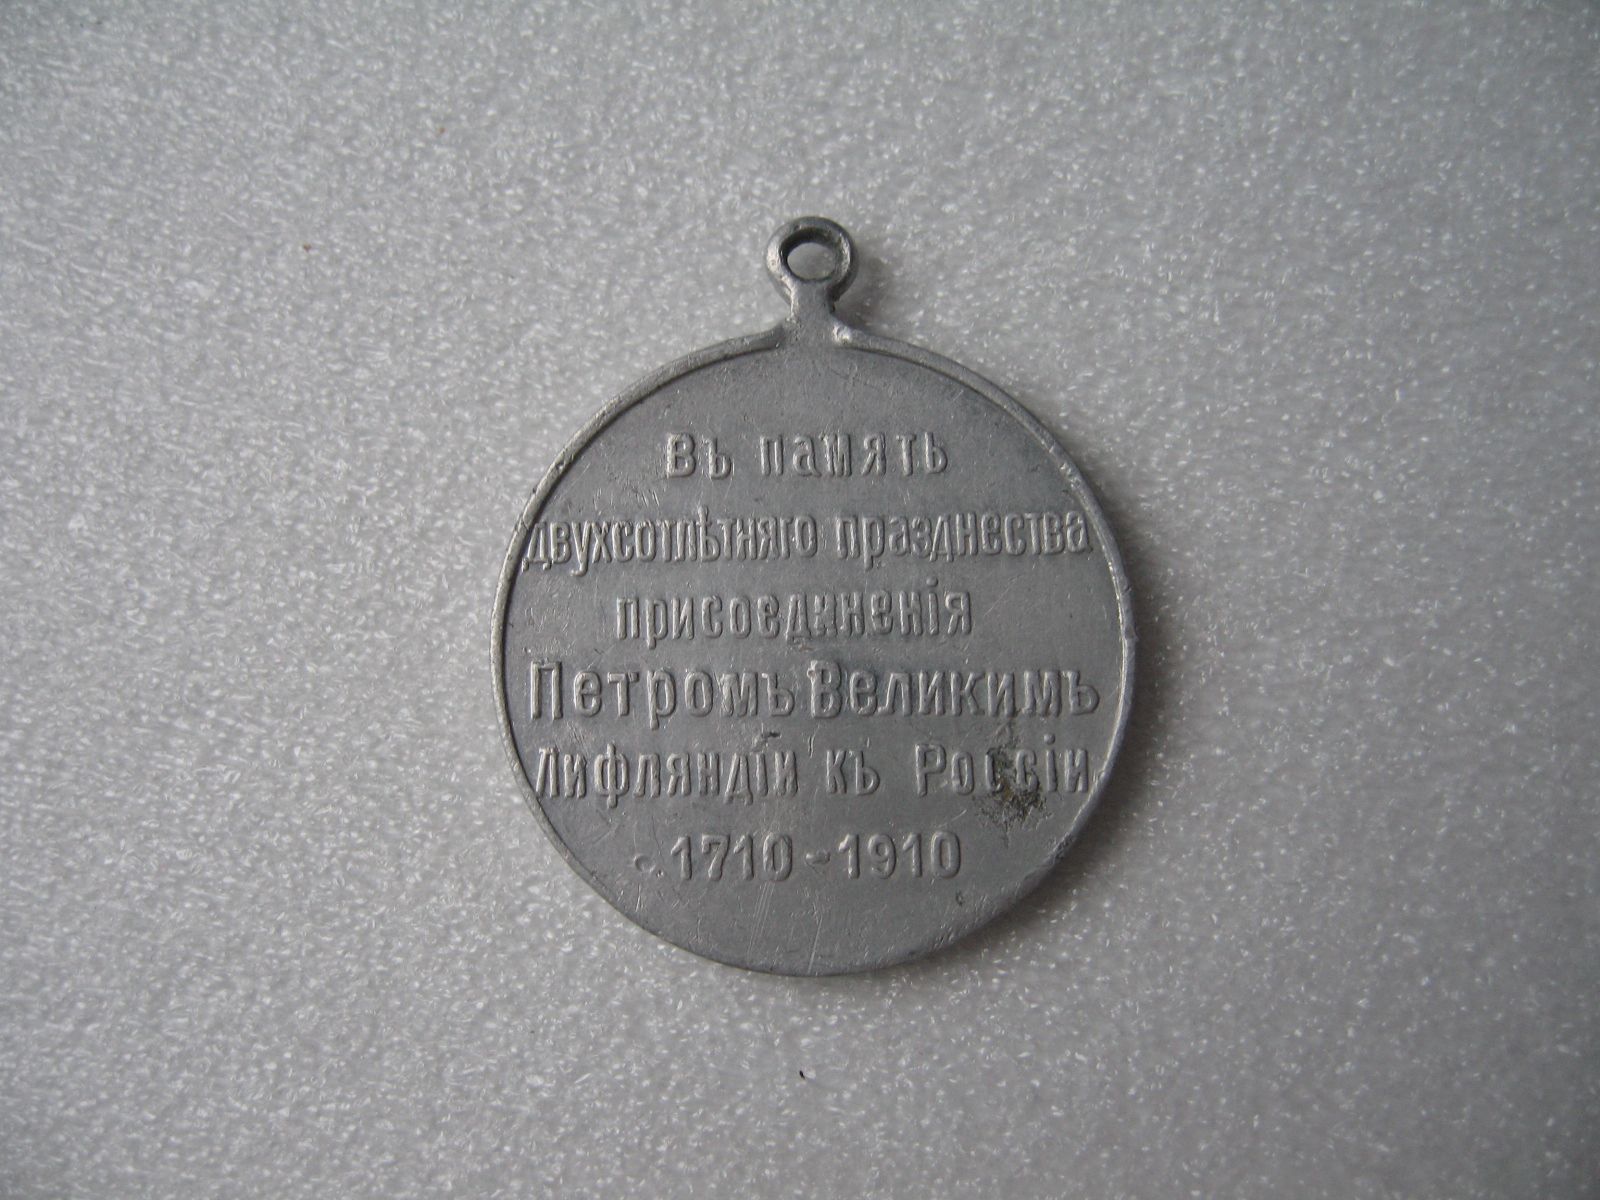 Въ память
двухсотлѣтняго празднества
присоединенія
Петромъ Великимъ
Лифляндіи къ Россіи
1710-1910